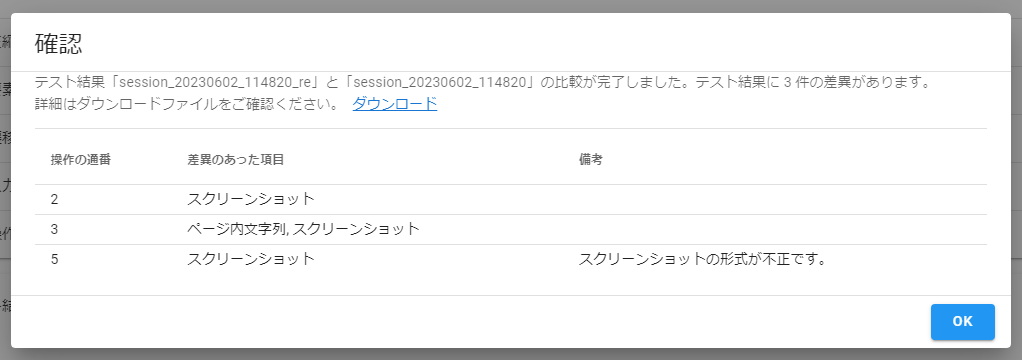 確認
テスト結果「session_20230602_114820_re」と「session_20230602_114820」の比較が完了しました。テスト結果に 3 件の差異があります。
詳細はダウンロードファイルをご確認ください。 ダウンロード
操作の通番 差異のあった項目 備考
2 スクリーンショット
3 ページ内文字列, スクリーンショット
5 スクリーンショット スクリーンショットの形式が不正です。
OK